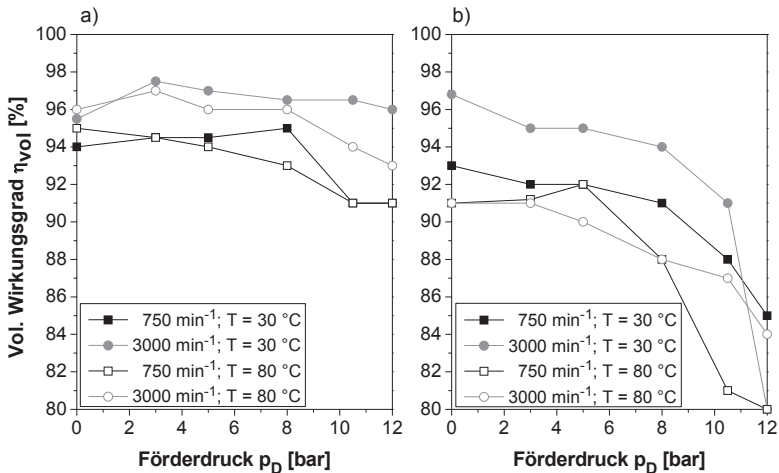 a)
b)
Vol. Wirkungsgrad ηvol [%]
100
98
96
94
92
90
88
86
84
82
80
750 min-1; T = 30 °C
3000 min-1; T = 30 °C
750 min-1; T = 80 °C
3000 min-1; T = 80 °C
0 2 4 6 8 10 12
Förderdruck pD [bar]
100
98
96
94
92
90
88
86
84
82
80
750 min-1; T = 30 °C
3000 min-1; T = 30 °C
750 min-1; T = 80 °C
3000 min-1; T = 80 °C
0 2 4 6 8 10 12
Förderdruck pD [bar]